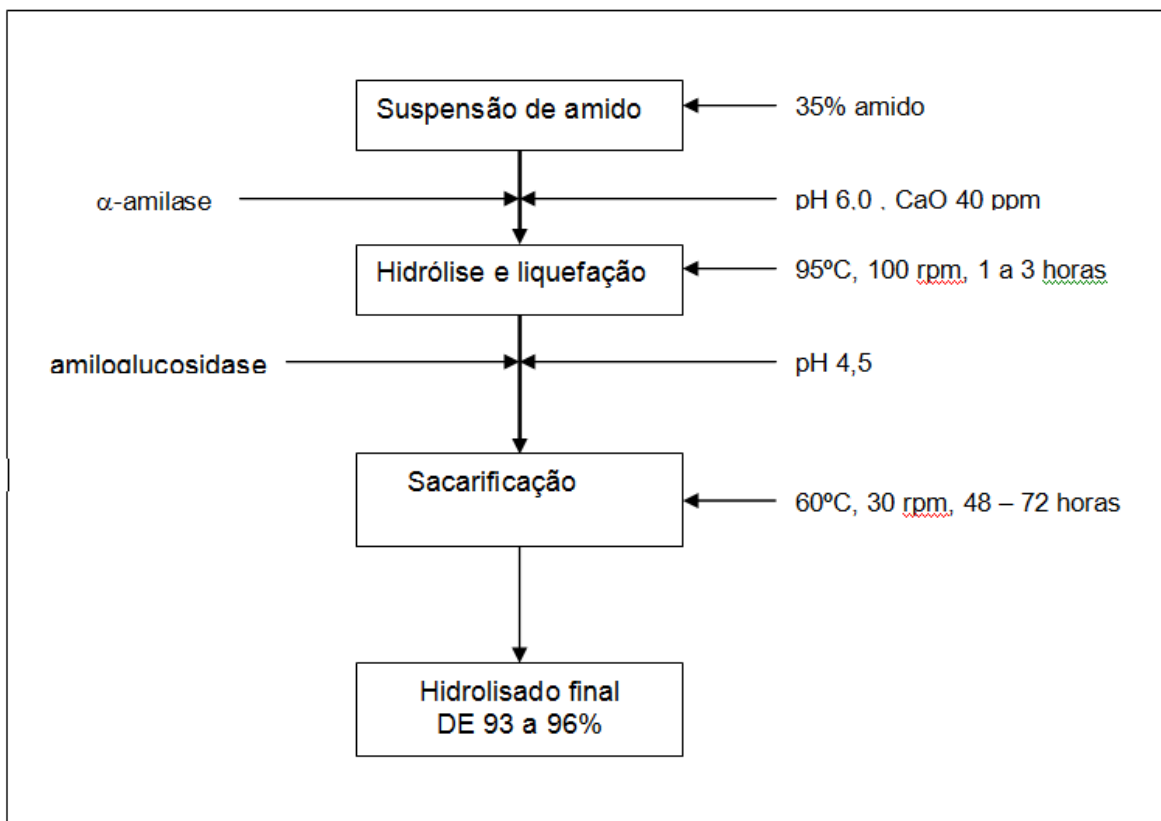 Suspensão de amido
35% amido
α-amilase
pH 6,0 , CaO 40 ppm
Hidrólise e liquefação
95ºC, 100 rpm, 1 a 3 horas
amiloglucosidase
pH 4,5
Sacarificação
60ºC, 30 rpm, 48 – 72 horas
Hidrolisado final
DE 93 a 96%